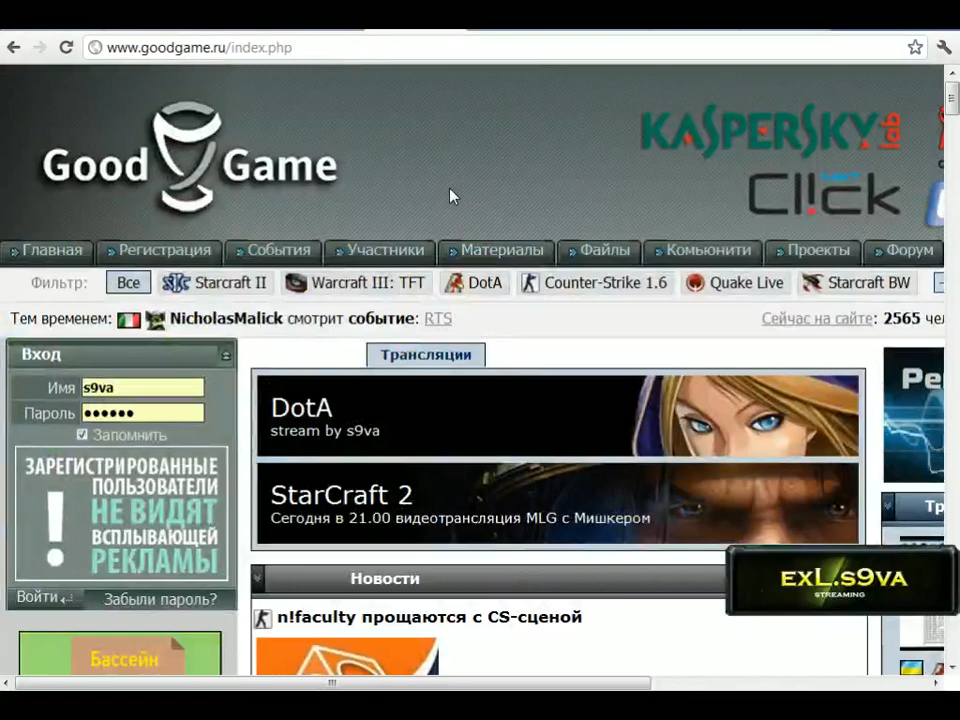 www.goodgame.ru/index.php
Good Game
KASPERSKY lab
Click
Главная Регистрация События Участники Материалы Файлы Комьюнити Проекты Форум
Фильтр: Все Starcraft II Warcraft III: TFT DotA Counter-Strike 1.6 Quake Live Starcraft BW
Тем временем: NicholasMalick смотрит событие: RTS
Сейчас на сайте: 2565 чел
Вход
Имя s9va
Пароль ••••••
Запомнить
ЗАРЕГИСТРИРОВАННЫЕ
ПОЛЬЗОВАТЕЛИ
НЕ ВИДЯТ
ВСПЛЫВАЮЩЕЙ
РЕКЛАМЫ
!
Войти Забыли пароль?
Бассейн
Трансляции
DotA
stream by s9va
StarCraft 2
Сегодня в 21.00 видеотрансляция MLG с Мишкером
Новости
n!faculty прощаются с CS-сценой
Ре
Тр
exL.s9va
STREAMING